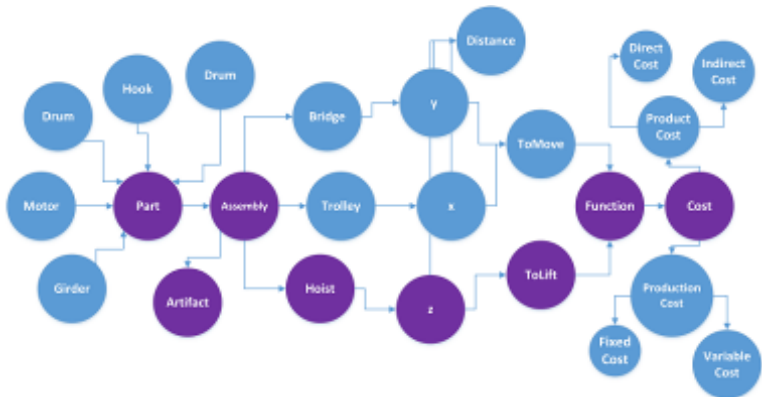 Distance
Direct
Cost
Indirect
Cost
Drum
Hook
Drum
Bridge
y
Product
Cost
ToMove
Motor
Part
Assembly
Trolley
x
Function
Cost
Girder
Artifact
Hoist
z
ToLift
Production
Cost
Fixed
Cost
Variable
Cost